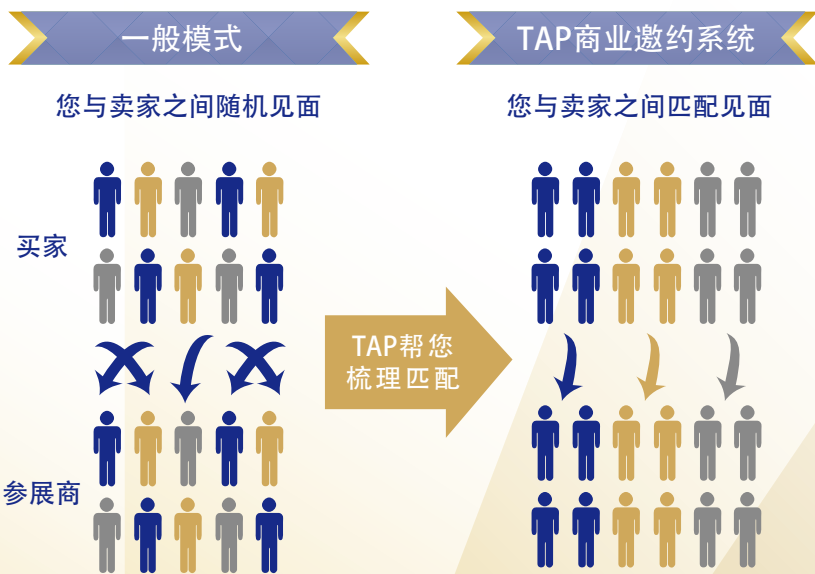 一般模式
TAP商业邀约系统
您与卖家之间随机见面
您与卖家之间匹配见面
买家
TAP帮您
梳理匹配
参展商